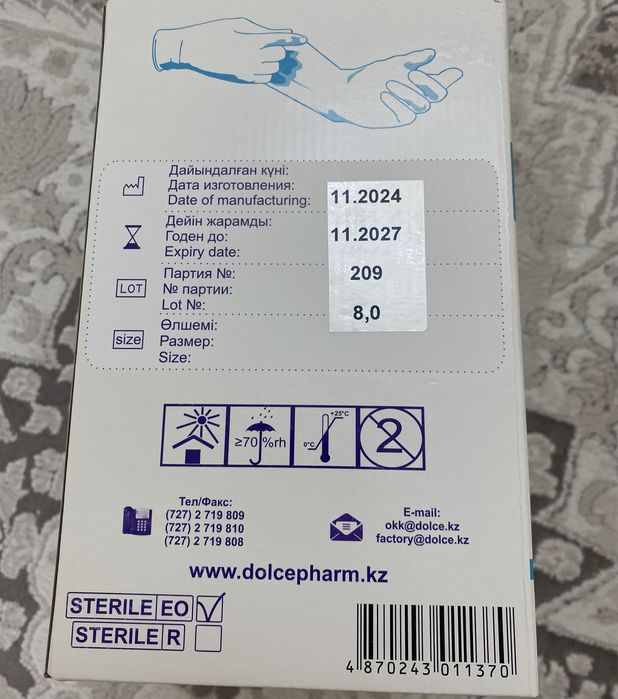 Дайындалған күні:
Дата изготовления:
Date of manufacturing: 11.2024
Дейін жарамды:
Годен до: 11.2027
Expiry date:
Партия №: 209
LOT № партии:
Lot №: 8,0
Өлшемі:
size Размер:
Size:
≥70 %rh 0°C +25°C 2
Тел/Факс:
(727) 2 719 809
(727) 2 719 810
(727) 2 719 808
E-mail:
okk@dolce.kz
factory@dolce.kz
www.dolcepharm.kz
STERILE EO
STERILE R
4 870243 011370